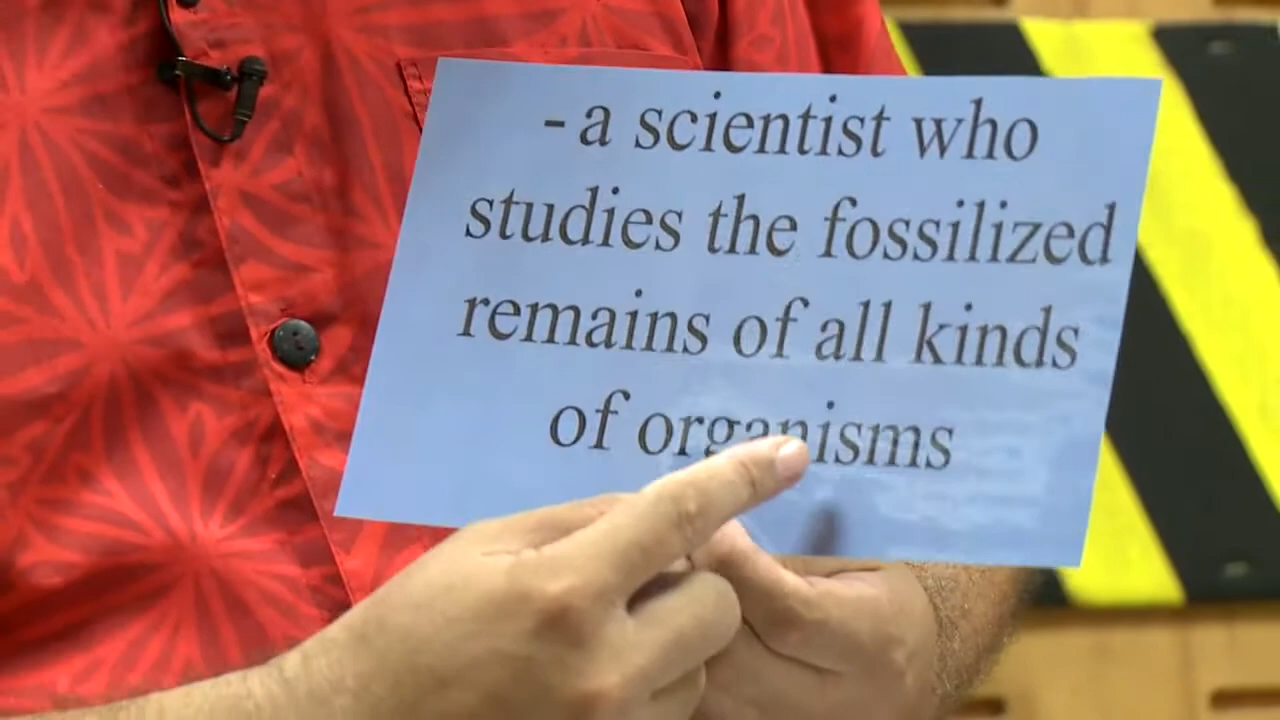 - a scientist who
studies the fossilized
remains of all kinds
of organisms